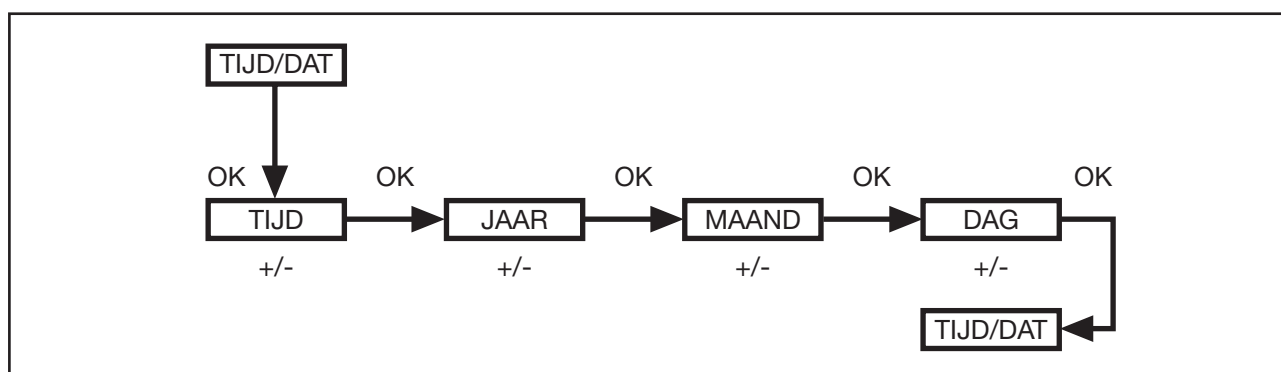 TIJD/DAT
OK OK OK OK OK
TIJD JAAR MAAND DAG
+/- +/- +/- +/-
TIJD/DAT